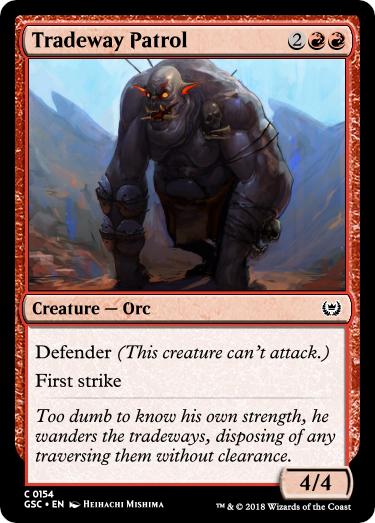 Tradeway Patrol 2
Creature — Orc
Defender (This creature can't attack.)
First strike
Too dumb to know his own strength, he
wanders the tradeways, disposing of any
traversing them without clearance.
4/4
C 0154
GSC • EN Heihachi Mishima
™ & © 2018 Wizards of the Coast